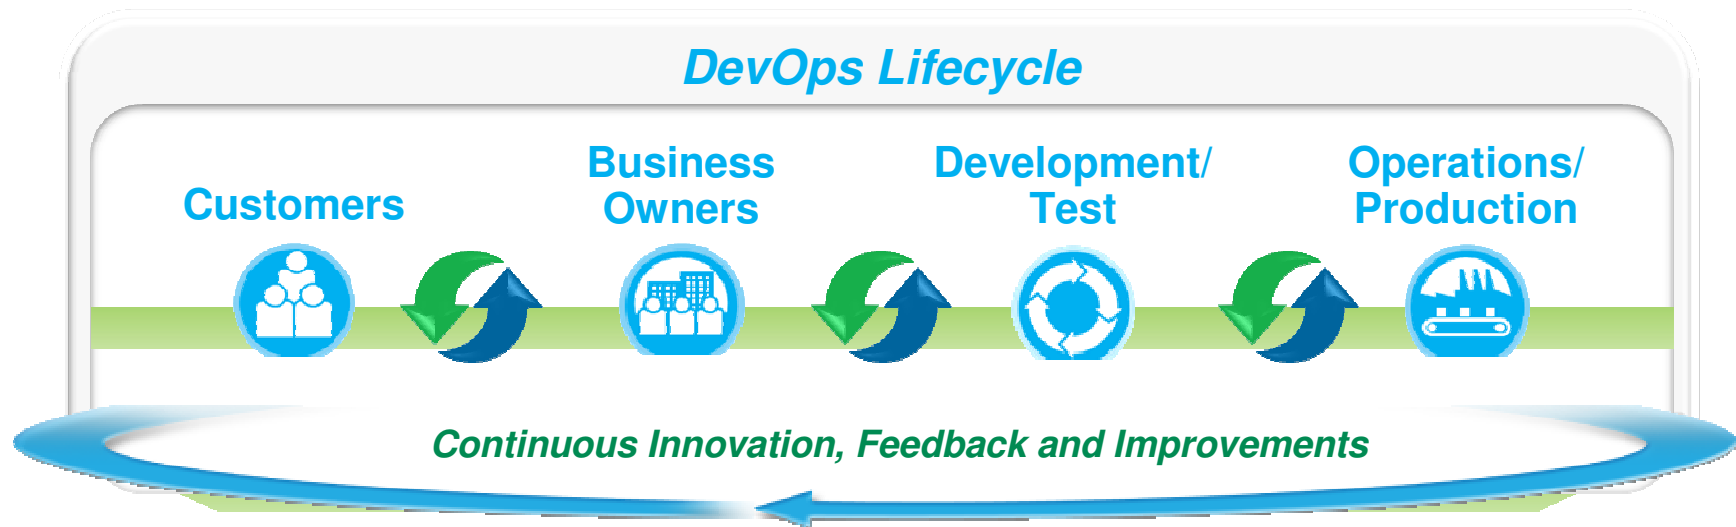 DevOps Lifecycle
Customers
Business
Owners
Development/
Test
Operations/
Production
Continuous Innovation, Feedback and Improvements